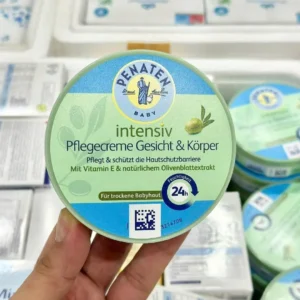 PENATEN
BABY
intensiv
Pflegecreme Gesicht & Körper
Pflegt & schützt die Hautschutzbarriere
Mit Vitamin E & natürlichem Olivenblattextrakt
Für trockene Babyhaut
24h